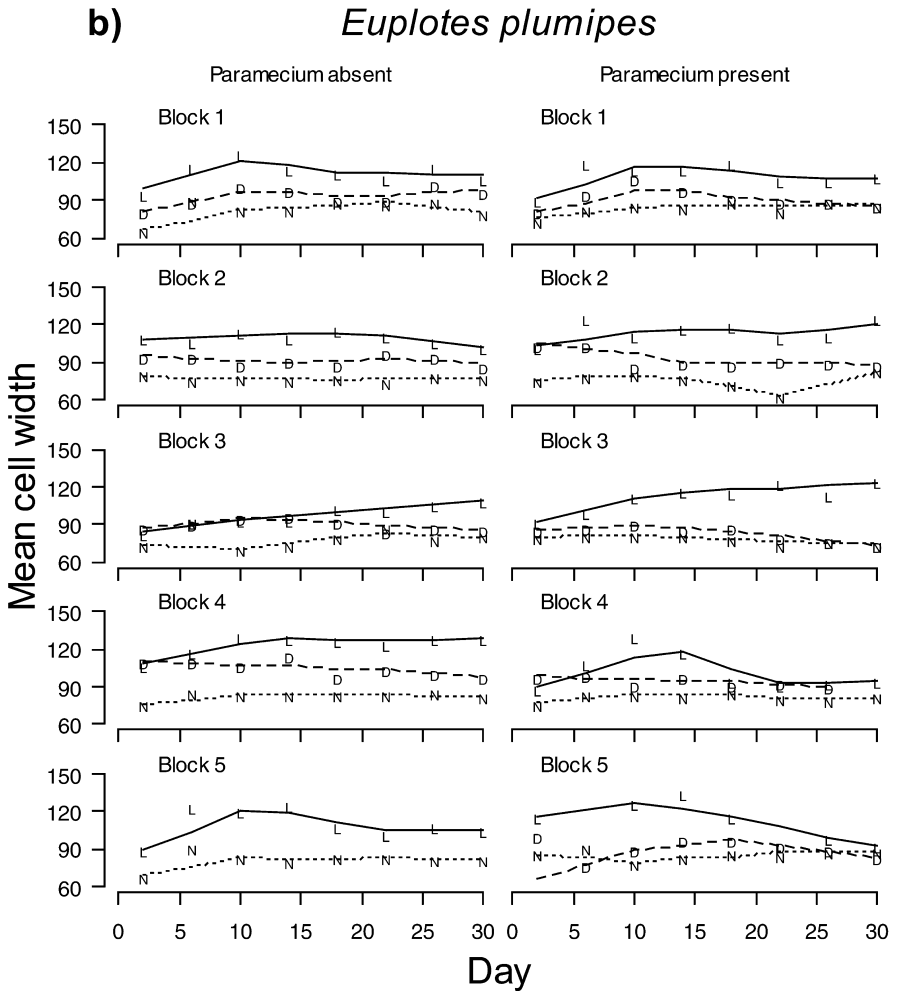 b) Euplotes plumipes
Paramecium absent Paramecium present
Block 1 Block 1
150
120
90
60
L L L L L L L L
D D D D D D D
N N N N N N N N
L L L L L L L L
D D D D D D D D
N N N N N N N N
Block 2 Block 2
150
120
90
60
L L L L L L L L
D D D D D D D D
N N N N N N N N
L L L L L L L L
D D D D D D D D
N N N N N N N
Block 3 Block 3
150
120
90
60
L L L L L L L L
D D D D D D D D
N N N N N N N
L L L L L L L L
D D D D D D D
N N N N N N N N
Block 4 Block 4
150
120
90
60
L L L L L L L L
D D D D D D D D
N N N N N N N N
L L L L L L L
D D D D D D D
N N N N N N N N
Block 5 Block 5
150
120
90
60
L L L L L L L L
N N N N N N N N
L L L L L L L
D D D D D D D D
N N N N N N N N
Mean cell width
0 5 10 15 20 25 30 0 5 10 15 20 25 30
Day